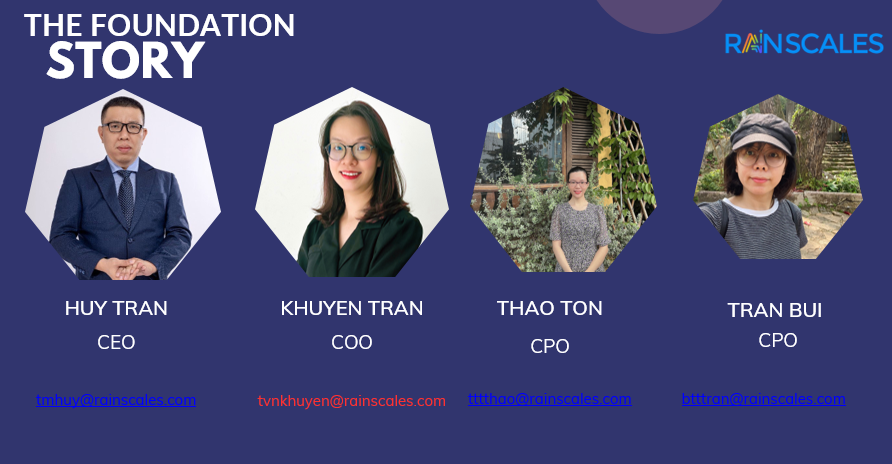 THE FOUNDATION
STORY
RAINSCALES
HUY TRAN
CEO
tmhuy@rainscales.com
KHUYEN TRAN
COO
tvnkhuyen@rainscales.com
THAO TON
CPO
tttthao@rainscales.com
TRAN BUI
CPO
btttran@rainscales.com